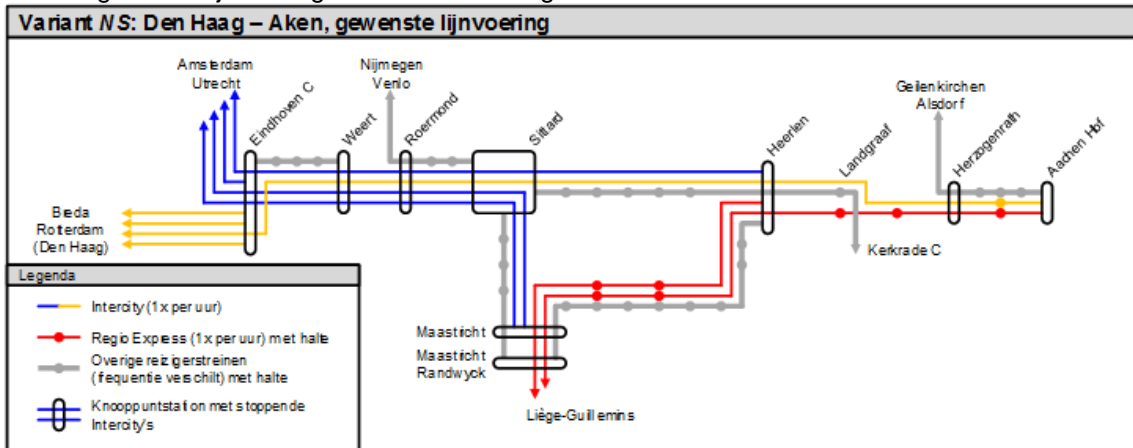 Variant NS: Den Haag – Aken, gewenste lijnvoering
Amsterdam
Utrecht
Nijmegen
Venlo
Geilenkirchen
Alsdorf
Eindhoven C
Weert
Roermond
Sittard
Heerlen
Landgraaf
Herzogenrath
Aachen Hbf
Breda
Rotterdam
(Den Haag)
Kerkrade C
Legenda
Intercity (1x per uur)
Regio Express (1x per uur) met halte
Overige reizigerstreinen
(fequentie verschilt) met halte
Knooppuntstation met stoppende
Intercity's
Maastricht
Maastricht
Randwyck
Liège-Guillemins